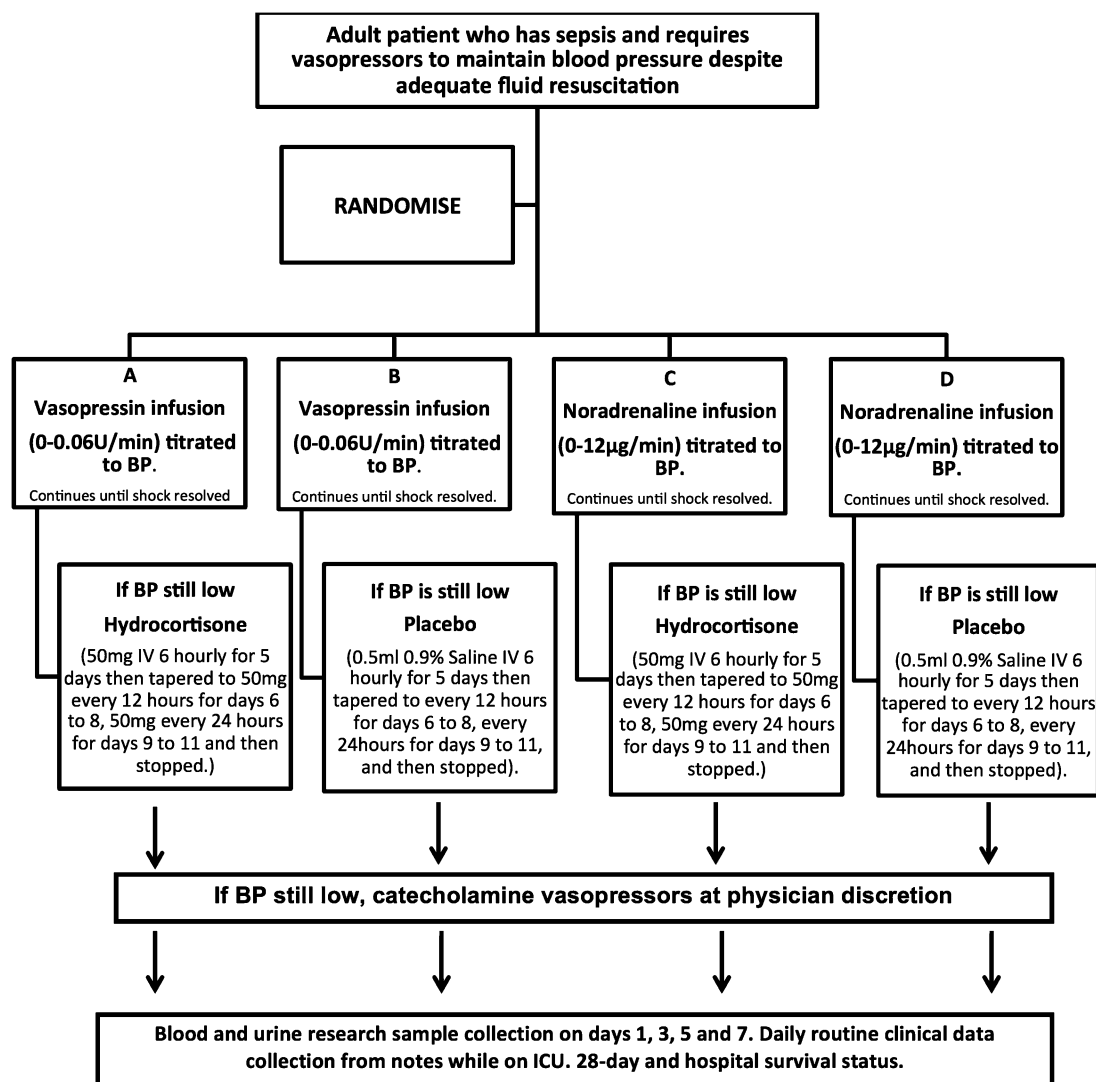 Adult patient who has sepsis and requires
vasopressors to maintain blood pressure despite
adequate fluid resuscitation
RANDOMISE
A
Vasopressin infusion
(0-0.06U/min) titrated
to BP.
Continues until shock resolved
B
Vasopressin infusion
(0-0.06U/min) titrated
to BP.
Continues until shock resolved.
C
Noradrenaline infusion
(0-12µg/min) titrated to
BP.
Continues until shock resolved.
D
Noradrenaline infusion
(0-12µg/min) titrated to
BP.
Continues until shock resolved.
If BP still low
Hydrocortisone
(50mg IV 6 hourly for 5
days then tapered to 50mg
every 12 hours for days 6
to 8, 50mg every 24 hours
for days 9 to 11 and then
stopped.)
If BP is still low
Placebo
(0.5ml 0.9% Saline IV 6
hourly for 5 days then
tapered to every 12 hours
for days 6 to 8, every
24hours for days 9 to 11,
and then stopped).
If BP is still low
Hydrocortisone
(50mg IV 6 hourly for 5
days then tapered to 50mg
every 12 hours for days 6
to 8, 50mg every 24 hours
for days 9 to 11 and then
stopped.)
If BP is still low
Placebo
(0.5ml 0.9% Saline IV 6
hourly for 5 days then
tapered to every 12 hours
for days 6 to 8, every
24hours for days 9 to 11,
and then stopped).
If BP still low, catecholamine vasopressors at physician discretion
Blood and urine research sample collection on days 1, 3, 5 and 7. Daily routine clinical data
collection from notes while on ICU. 28-day and hospital survival status.